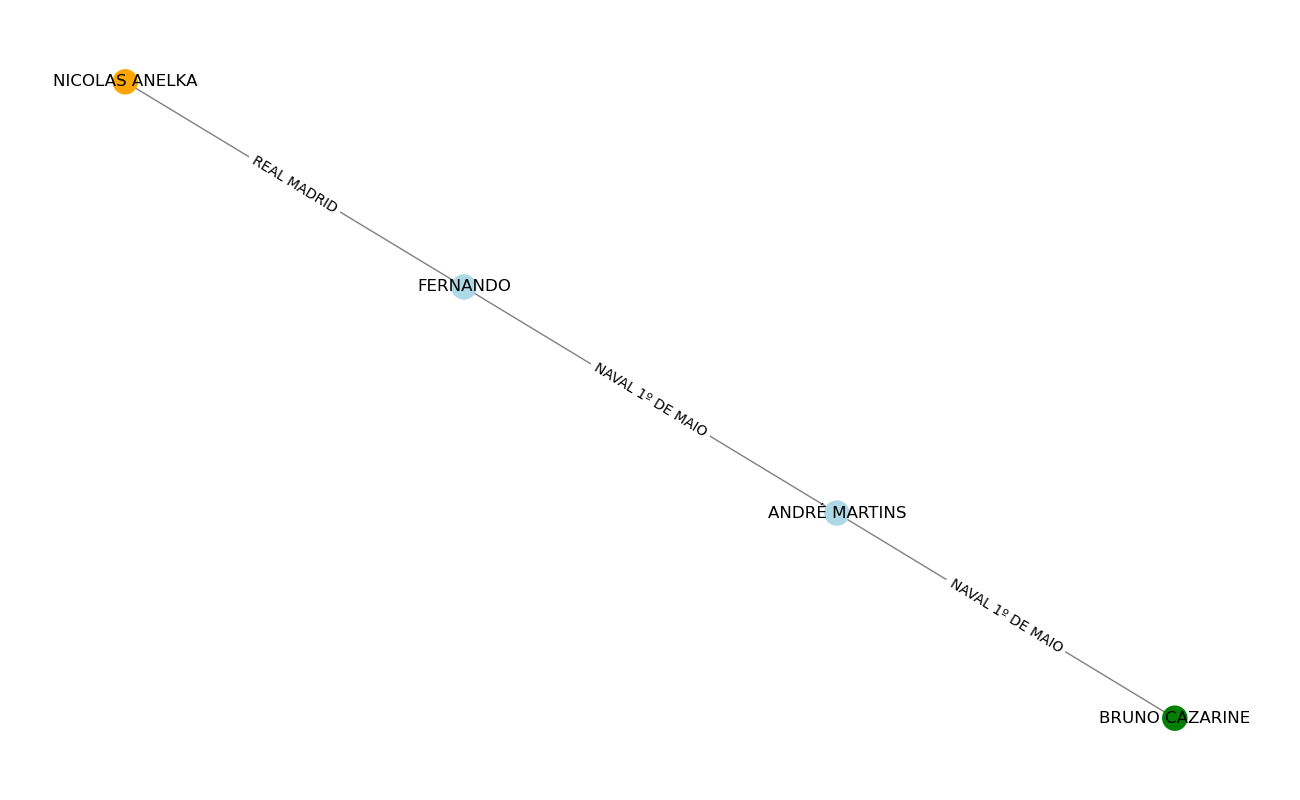 NICOLAS ANELKA
REAL MADRID
FERNANDO
NAVAL 1º DE MAIO
ANDRÉ MARTINS
NAVAL 1º DE MAIO
BRUNO CAZARINE